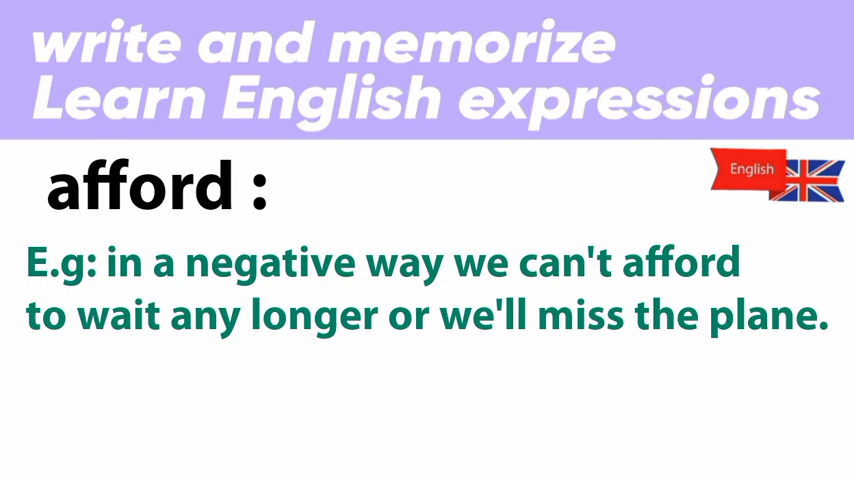 write and memorize
Learn English expressions
English
afford :
E.g: in a negative way we can't afford
to wait any longer or we'll miss the plane.